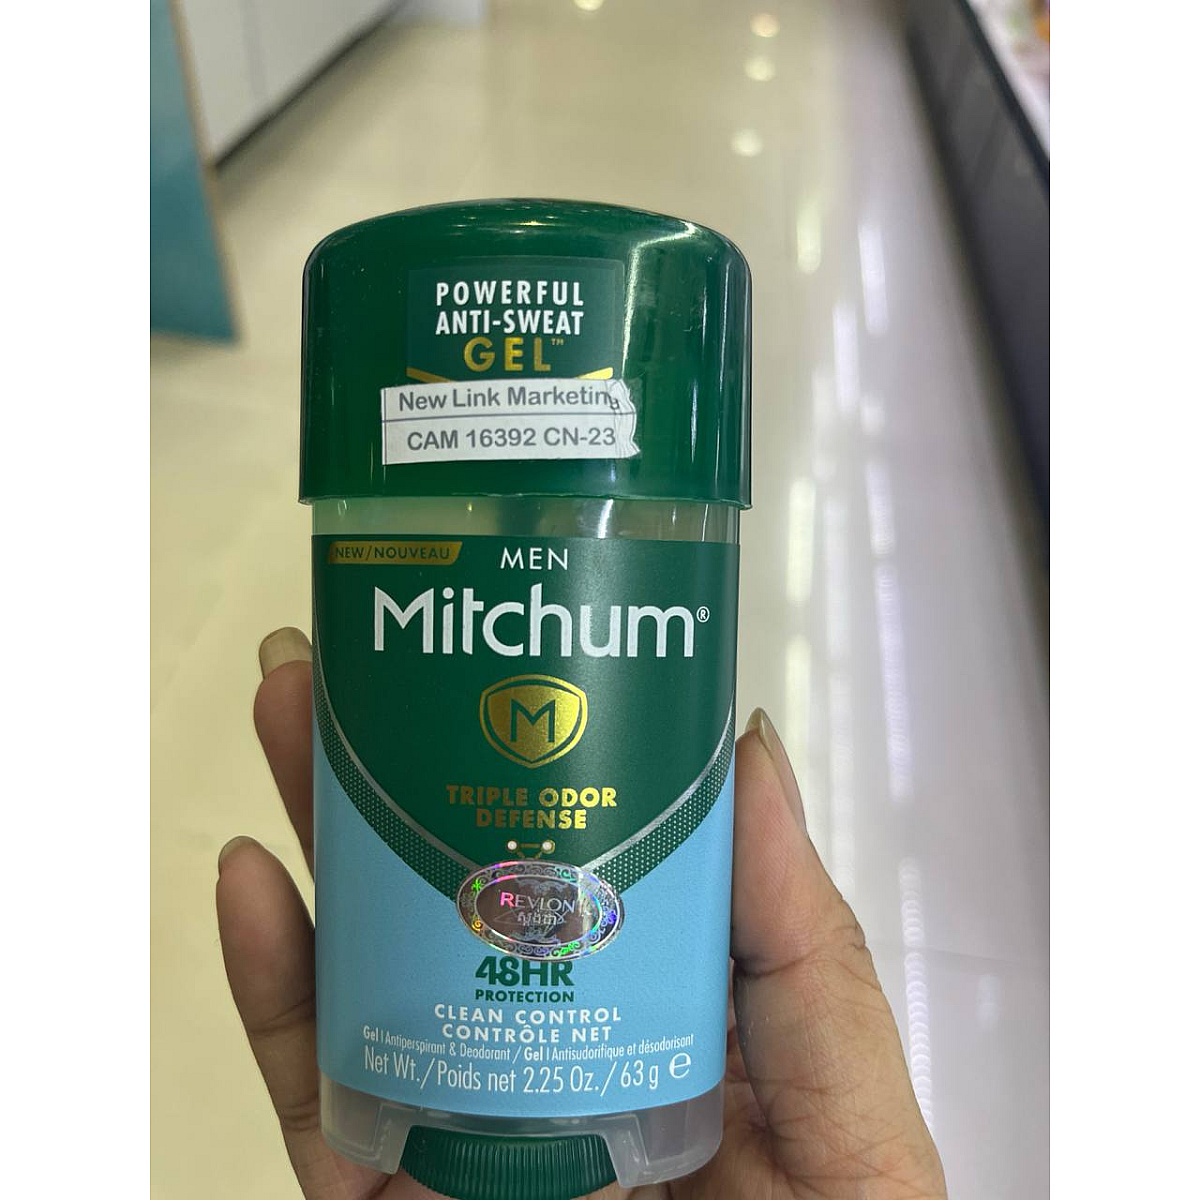 POWERFUL
ANTI-SWEAT
GEL™
New Link Marketing
CAM 16392 CN-23
NEW/NOUVEAU
MEN
Mitchum®
M
TRIPLE ODOR
DEFENSE
REVLON
48HR
PROTECTION
CLEAN CONTROL
CONTRÔLE NET
Gel | Antiperspirant & Deodorant / Gel | Antisudorifique et désodorisant
Net Wt./Poids net 2.25 Oz./63 g e